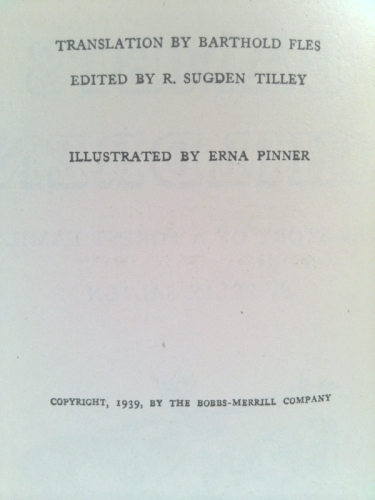 TRANSLATION BY BARTHOLD FLES
EDITED BY R. SUGDEN TILLEY
ILLUSTRATED BY ERNA PINNER
COPYRIGHT, 1939, BY THE BOBBS-MERRILL COMPANY